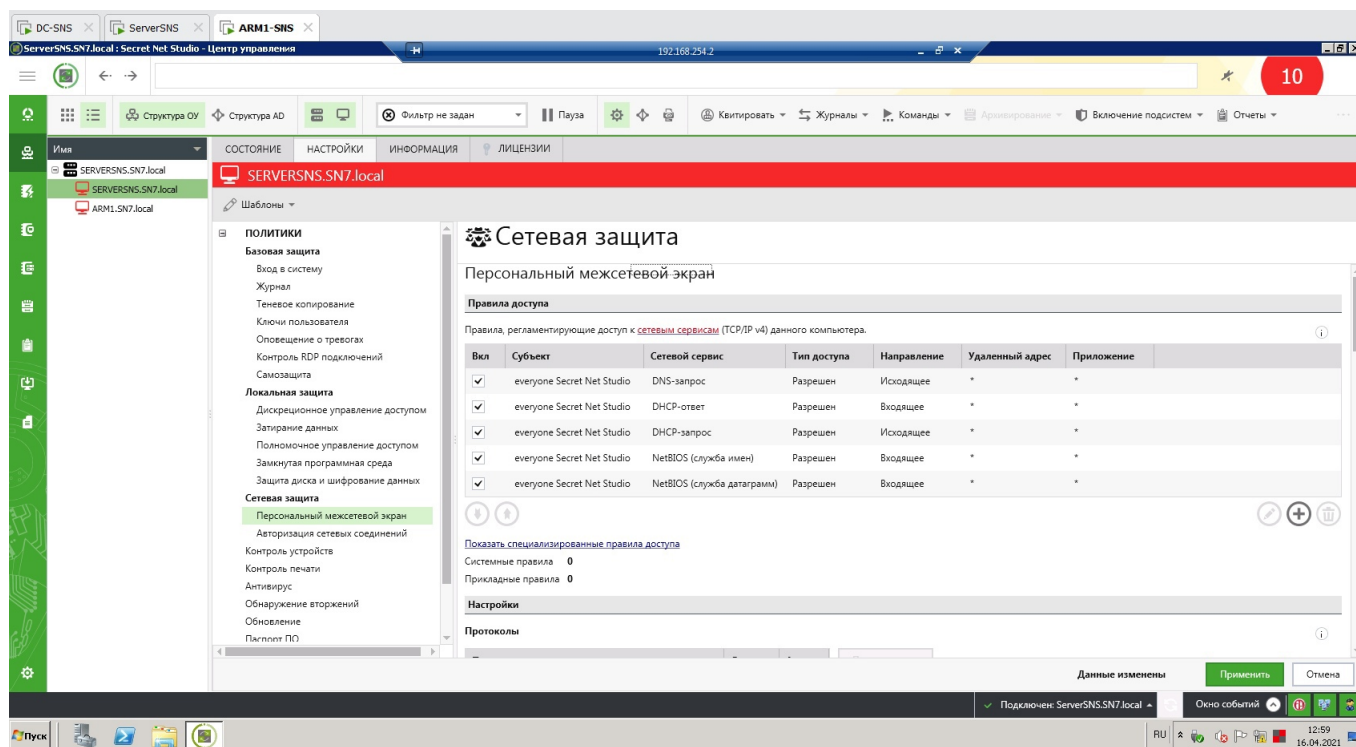 DC-SNS
ServerSNS
ARM1-SNS
ServerSNS.SN7.local : Secret Net Studio - Центр управления
192.168.254.2
10
Структура ОУ
Структура AD
Фильтр не задан
Пауза
Квитировать
Журналы
Команды
Архивирование
Включение подсистем
Отчеты
Имя
SERVERSNS.SN7.local
SERVERSNS.SN7.local
ARM1.SN7.local
СОСТОЯНИЕ
НАСТРОЙКИ
ИНФОРМАЦИЯ
ЛИЦЕНЗИИ
SERVERSNS.SN7.local
Шаблоны
ПОЛИТИКИ
Базовая защита
Вход в систему
Журнал
Теневое копирование
Ключи пользователя
Оповещение о тревогах
Контроль RDP подключений
Самозащита
Локальная защита
Дискреционное управление доступом
Затирание данных
Полномочное управление доступом
Замкнутая программная среда
Защита диска и шифрование данных
Сетевая защита
Персональный межсетевой экран
Авторизация сетевых соединений
Контроль устройств
Контроль печати
Антивирус
Обнаружение вторжений
Обновление
Паспорт ПО
Сетевая защита
Персональный межсетевой экран
Правила доступа
Правила, регламентирующие доступ к сетевым сервисам (TCP/IP v4) данного компьютера.
Вкл Субъект Сетевой сервис Тип доступа Направление Удаленный адрес Приложение
everyone Secret Net Studio DNS-запрос Разрешен Исходящее * *
everyone Secret Net Studio DHCP-ответ Разрешен Входящее * *
everyone Secret Net Studio DHCP-запрос Разрешен Исходящее * *
everyone Secret Net Studio NetBIOS (служба имен) Разрешен Входящее * *
everyone Secret Net Studio NetBIOS (служба датаграмм) Разрешен Входящее * *
Показать специализированные правила доступа
Системные правила 0
Прикладные правила 0
Настройки
Протоколы
Данные изменены
Применить
Отмена
Подключен: ServerSNS.SN7.local
Окно событий
Пуск
RU
12:59
16.04.2021